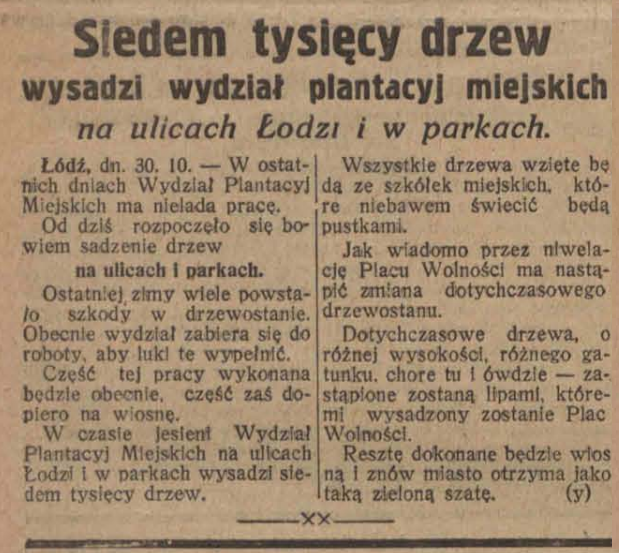 Siedem tysięcy drzew
wysadzi wydział plantacyj miejskich
na ulicach Łodzi i w parkach.
Łódź, dn. 30. 10. — W ostat-
nich dniach Wydział Plantacyj
Miejskich ma nielada pracę.
Od dziś rozpoczęło się bo-
wiem sadzenie drzew
na ulicach i parkach.
Ostatniej zimy wiele powsta-
ło szkody w drzewostanie.
Obecnie wydział zabiera się do
roboty, aby luki te wypełnić.
Część tej pracy wykonana
będzie obecnie, część zaś do-
piero na wiosnę.
W czasie jesieni Wydział
Plantacyj Miejskich na ulicach
Łodzi i w parkach wysadzi sie-
dem tysięcy drzew.
Wszystkie drzewa wzięte bę
dą ze szkółek miejskich, któ-
re niebawem świecić będą
pustkami.
Jak wiadomo przez niwela-
cję Placu Wolności ma nastą-
pić zmiana dotychczasowego
drzewostanu.
Dotychczasowe drzewa, o
różnej wysokości, różnego ga-
tunku, chore tu i ówdzie — za-
stąpione zostaną lipami, które-
mi wysadzony zostanie Plac
Wolności.
Resztę dokonane będzie wios
ną i znów miasto otrzyma jako
taką zieloną szatę. (y)
XX